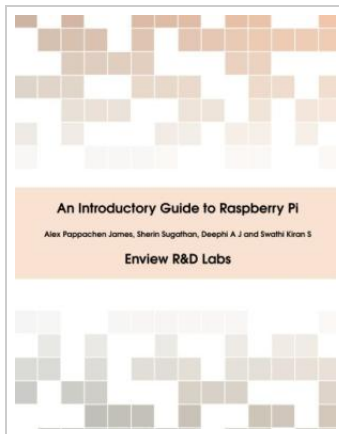 An Introductory Guide to Raspberry Pi
Alex Pappachen James, Sherin Sugathan, Deephi A J and Swathi Kiran S
Enview R&D Labs